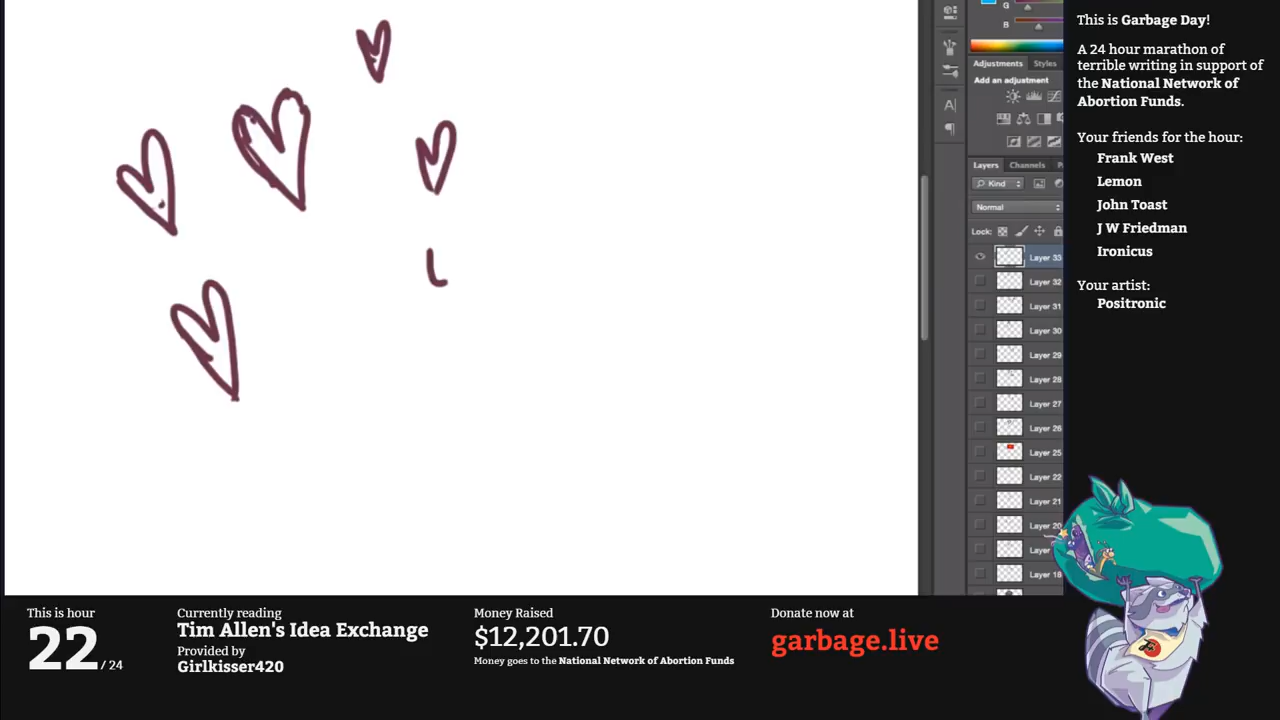 G
B
Adjustments Styles
Add an adjustment
A|
Layers Channels
Kind
Normal
Lock:
Layer 33
Layer 32
Layer 31
Layer 30
Layer 29
Layer 28
Layer 27
Layer 26
Layer 25
Layer 22
Layer 21
Layer 20
Layer
Layer 18
This is Garbage Day!
A 24 hour marathon of
terrible writing in support of
the National Network of
Abortion Funds.
Your friends for the hour:
Frank West
Lemon
John Toast
J W Friedman
Ironicus
Your artist:
Positronic
This is hour
22 / 24
Currently reading
Tim Allen's Idea Exchange
Provided by
Girlkisser420
Money Raised
$12,201.70
Money goes to the National Network of Abortion Funds
Donate now at
garbage.live